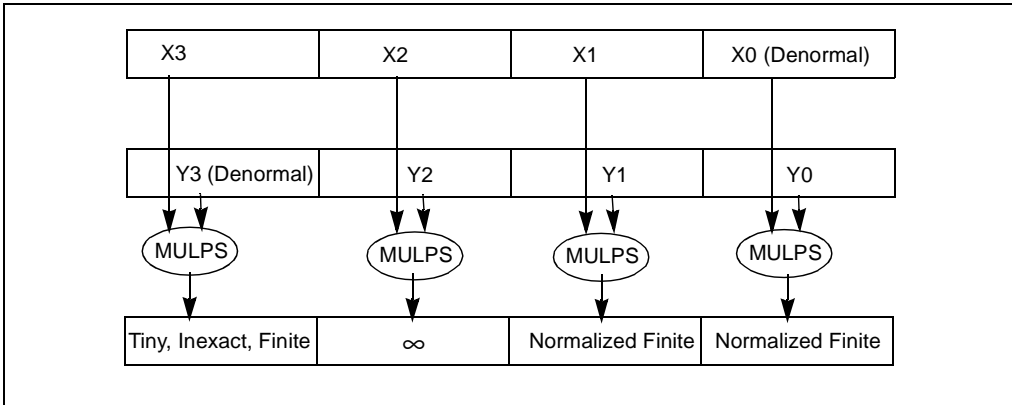 X3 X2 X1 X0 (Denormal)
Y3 (Denormal) Y2 Y1 Y0
MULPS MULPS MULPS MULPS
Tiny, Inexact, Finite ∞ Normalized Finite Normalized Finite